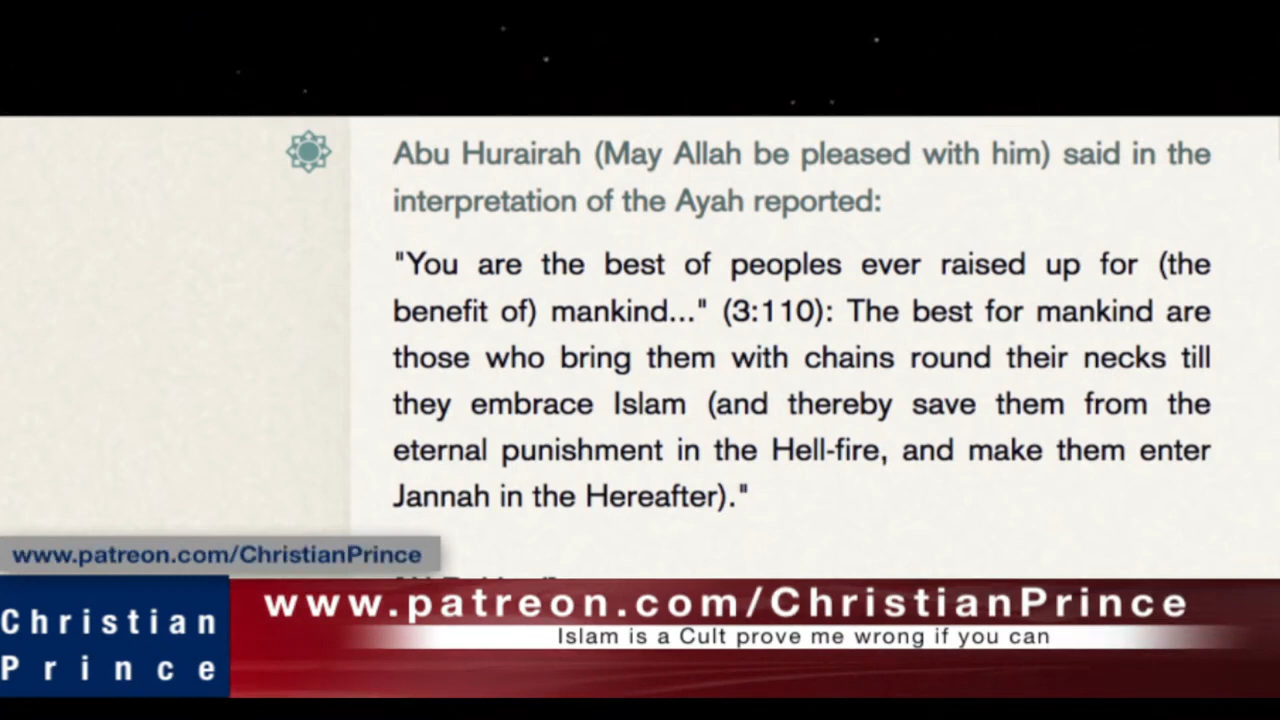 Abu Hurairah (May Allah be pleased with him) said in the
interpretation of the Ayah reported:
"You are the best of peoples ever raised up for (the
benefit of) mankind..." (3:110): The best for mankind are
those who bring them with chains round their necks till
they embrace Islam (and thereby save them from the
eternal punishment in the Hell-fire, and make them enter
Jannah in the Hereafter)."
www.patreon.com/ChristianPrince
Christian
Prince
www.patreon.com/ChristianPrince
Islam is a Cult prove me wrong if you can